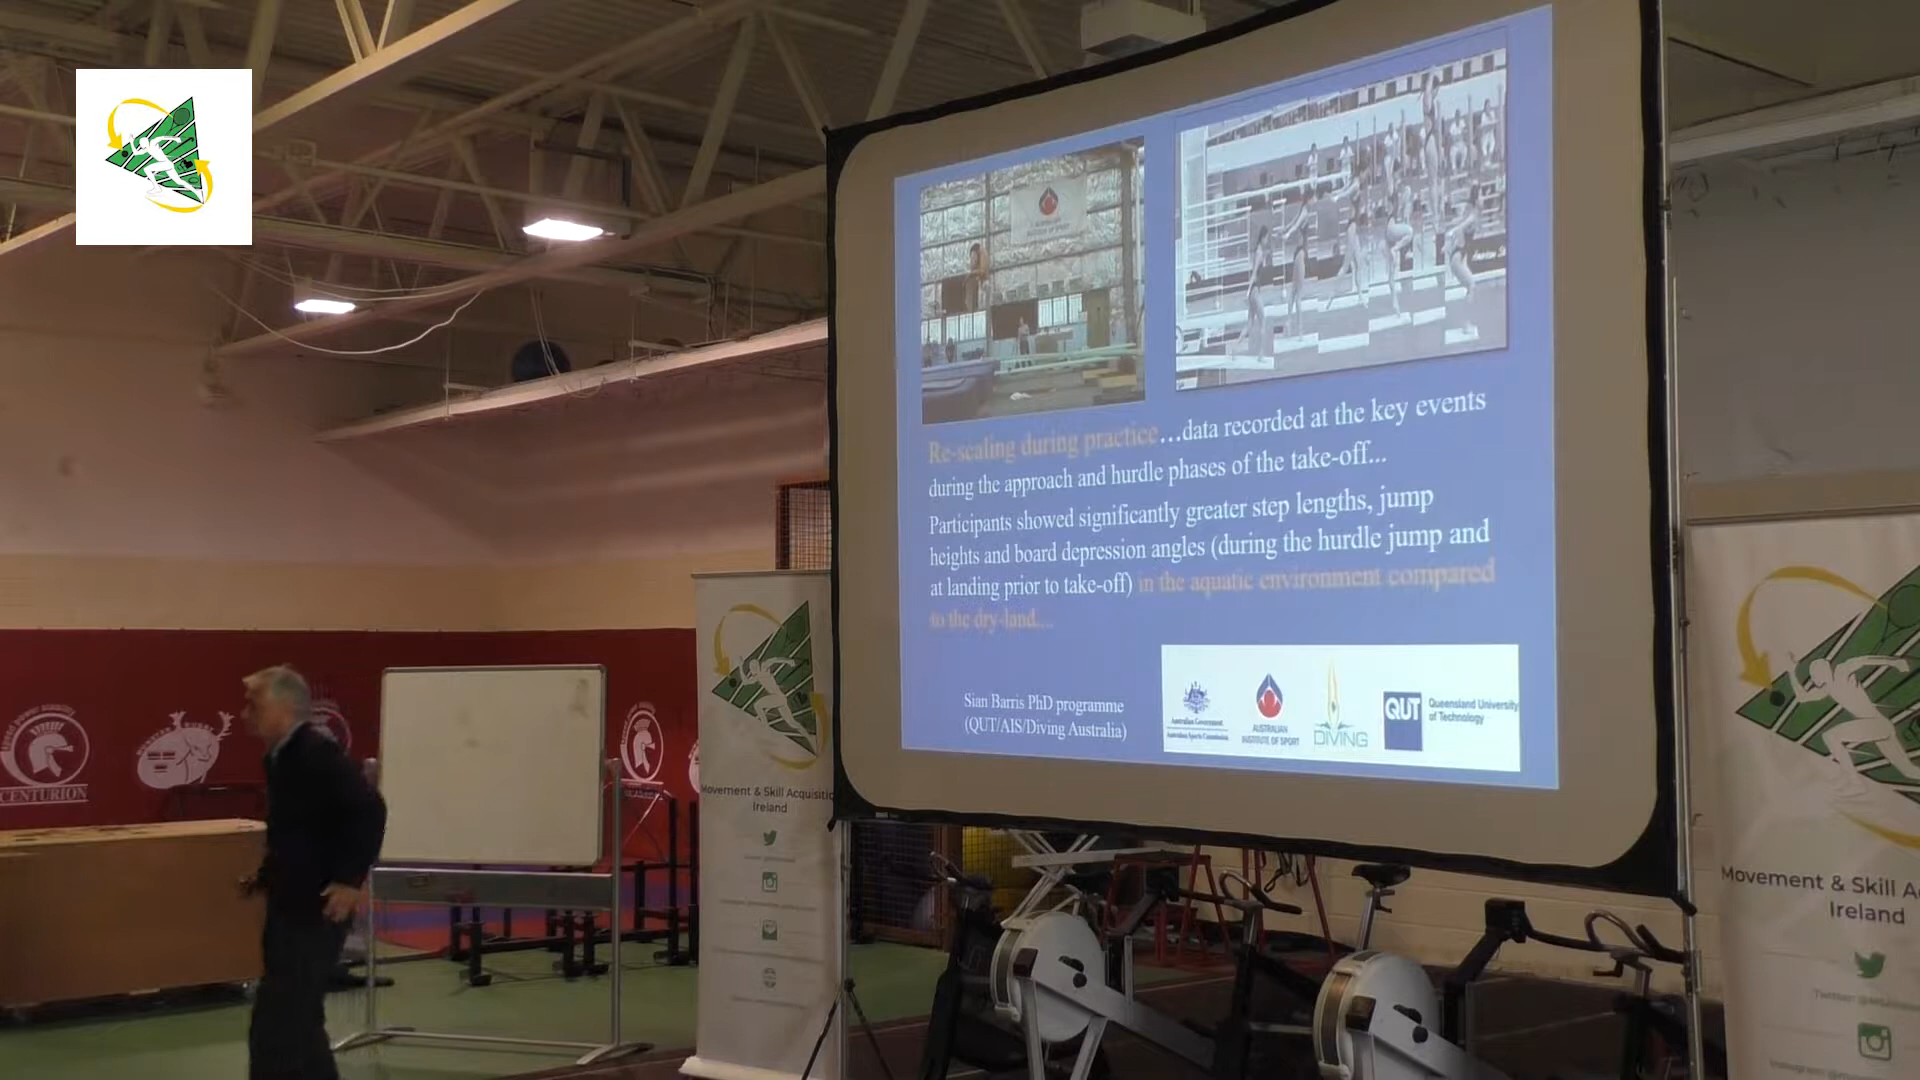 Re-scaling during practice…data recorded at the key events
during the approach and hurdle phases of the take-off...
Participants showed significantly greater step lengths, jump
heights and board depression angles (during the hurdle jump and
at landing prior to take-off) in the aquatic environment compared
to the dry-land...
Sian Barris PhD programme
(QUT/AIS/Diving Australia)
Australian Government
Australian Sports Commission
AUSTRALIAN
INSTITUTE OF SPORT
DIVING
QUT
Queensland University
of Technology
CENTURION
Movement & Skill Acquisitio
Ireland
Movement & Skill A
Ireland